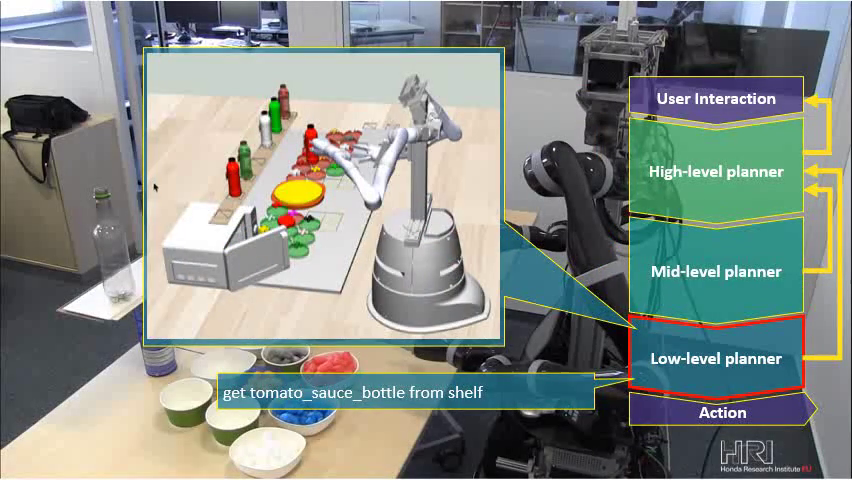 User Interaction
High-level planner
Mid-level planner
Low-level planner
get tomato_sauce_bottle from shelf
Action
HRI
Honda Research Institute EU